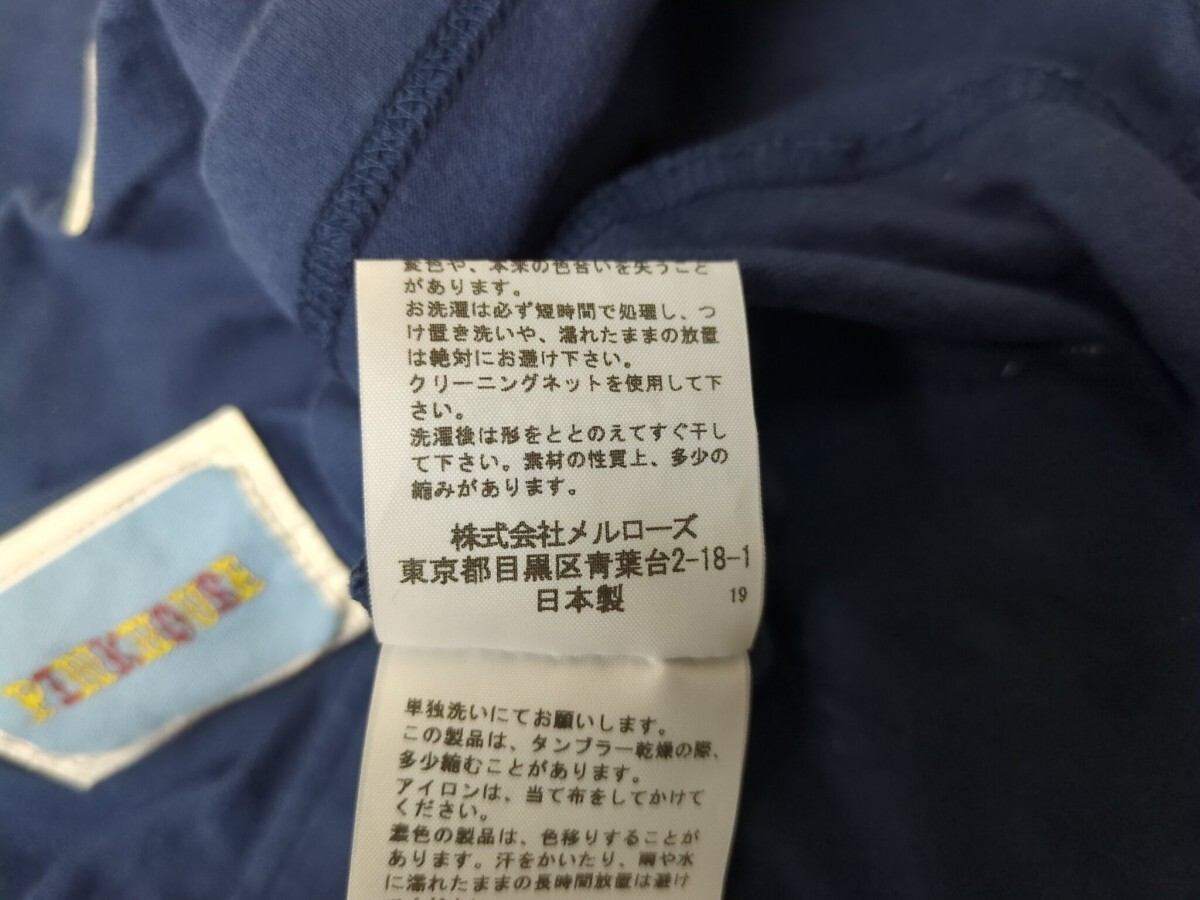 変色や、本来の色合いを失うこと
があります。
お洗濯は必ず短時間で処理し、つ
け置き洗いや、濡れたままの放置
は絶対にお避け下さい。
クリーニングネットを使用して下
さい。
洗濯後は形をととのえてすぐ干し
て下さい。素材の性質上、多少の
縮みがあります。
株式会社メルローズ
東京都目黒区青葉台2-18-1
日本製 19
単独洗いにてお願いします。
この製品は、タンブラー乾燥の際、
多少縮むことがあります。
アイロンは、当て布をしてかけて
ください。
濃色の製品は、色移りすることが
あります。汗をかいたり、雨や水
に濡れたままの長時間放置は避け
PINKHOUSE